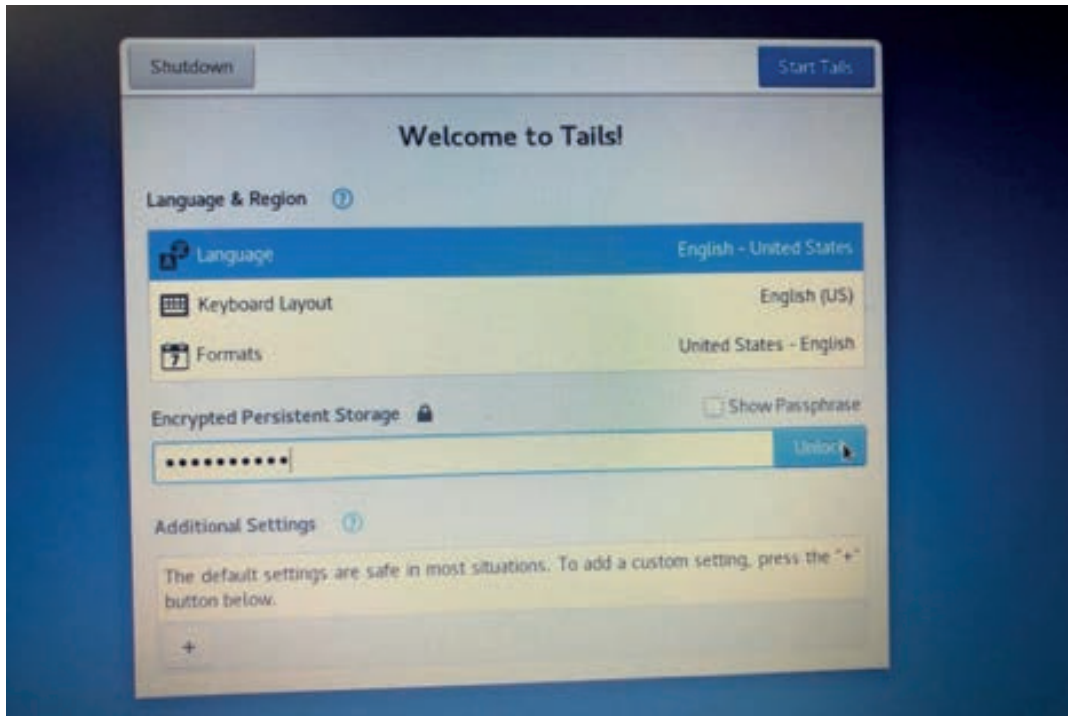 Shutdown
Start Tails
Welcome to Tails!
Language & Region ?
Language English - United States
Keyboard Layout English (US)
7 Formats United States - English
Encrypted Persistent Storage Show Passphrase
•••••••••• Unlock
Additional Settings ?
The default settings are safe in most situations. To add a custom setting, press the "+"
button below.
+